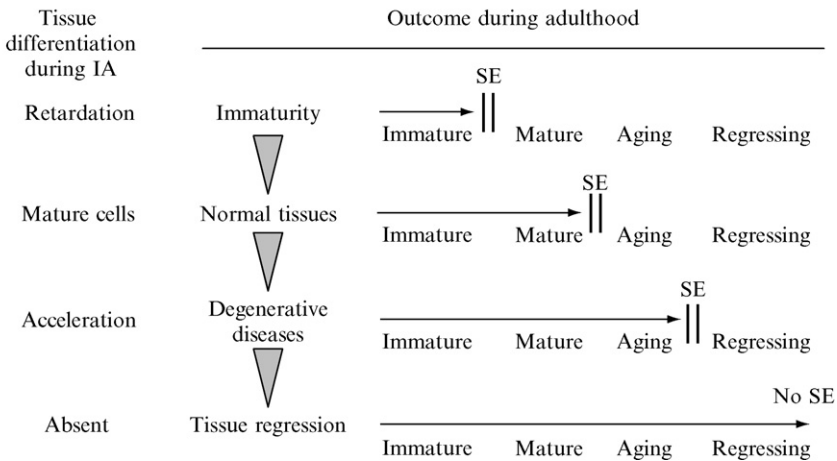 Tissue
differentiation
during IA
Outcome during adulthood
SE
Retardation Immaturity
Immature Mature Aging Regressing
SE
Mature cells Normal tissues
Immature Mature Aging Regressing
SE
Acceleration Degenerative
diseases
Immature Mature Aging Regressing
No SE
Absent Tissue regression
Immature Mature Aging Regressing